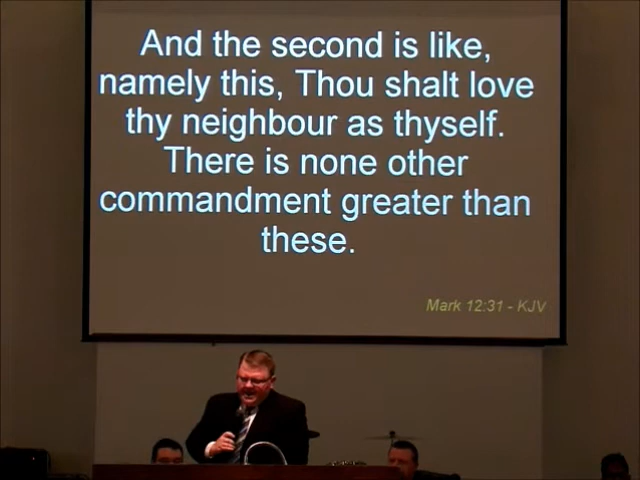 And the second is like,
namely this, Thou shalt love
thy neighbour as thyself.
There is none other
commandment greater than
these.
Mark 12:31 - KJV